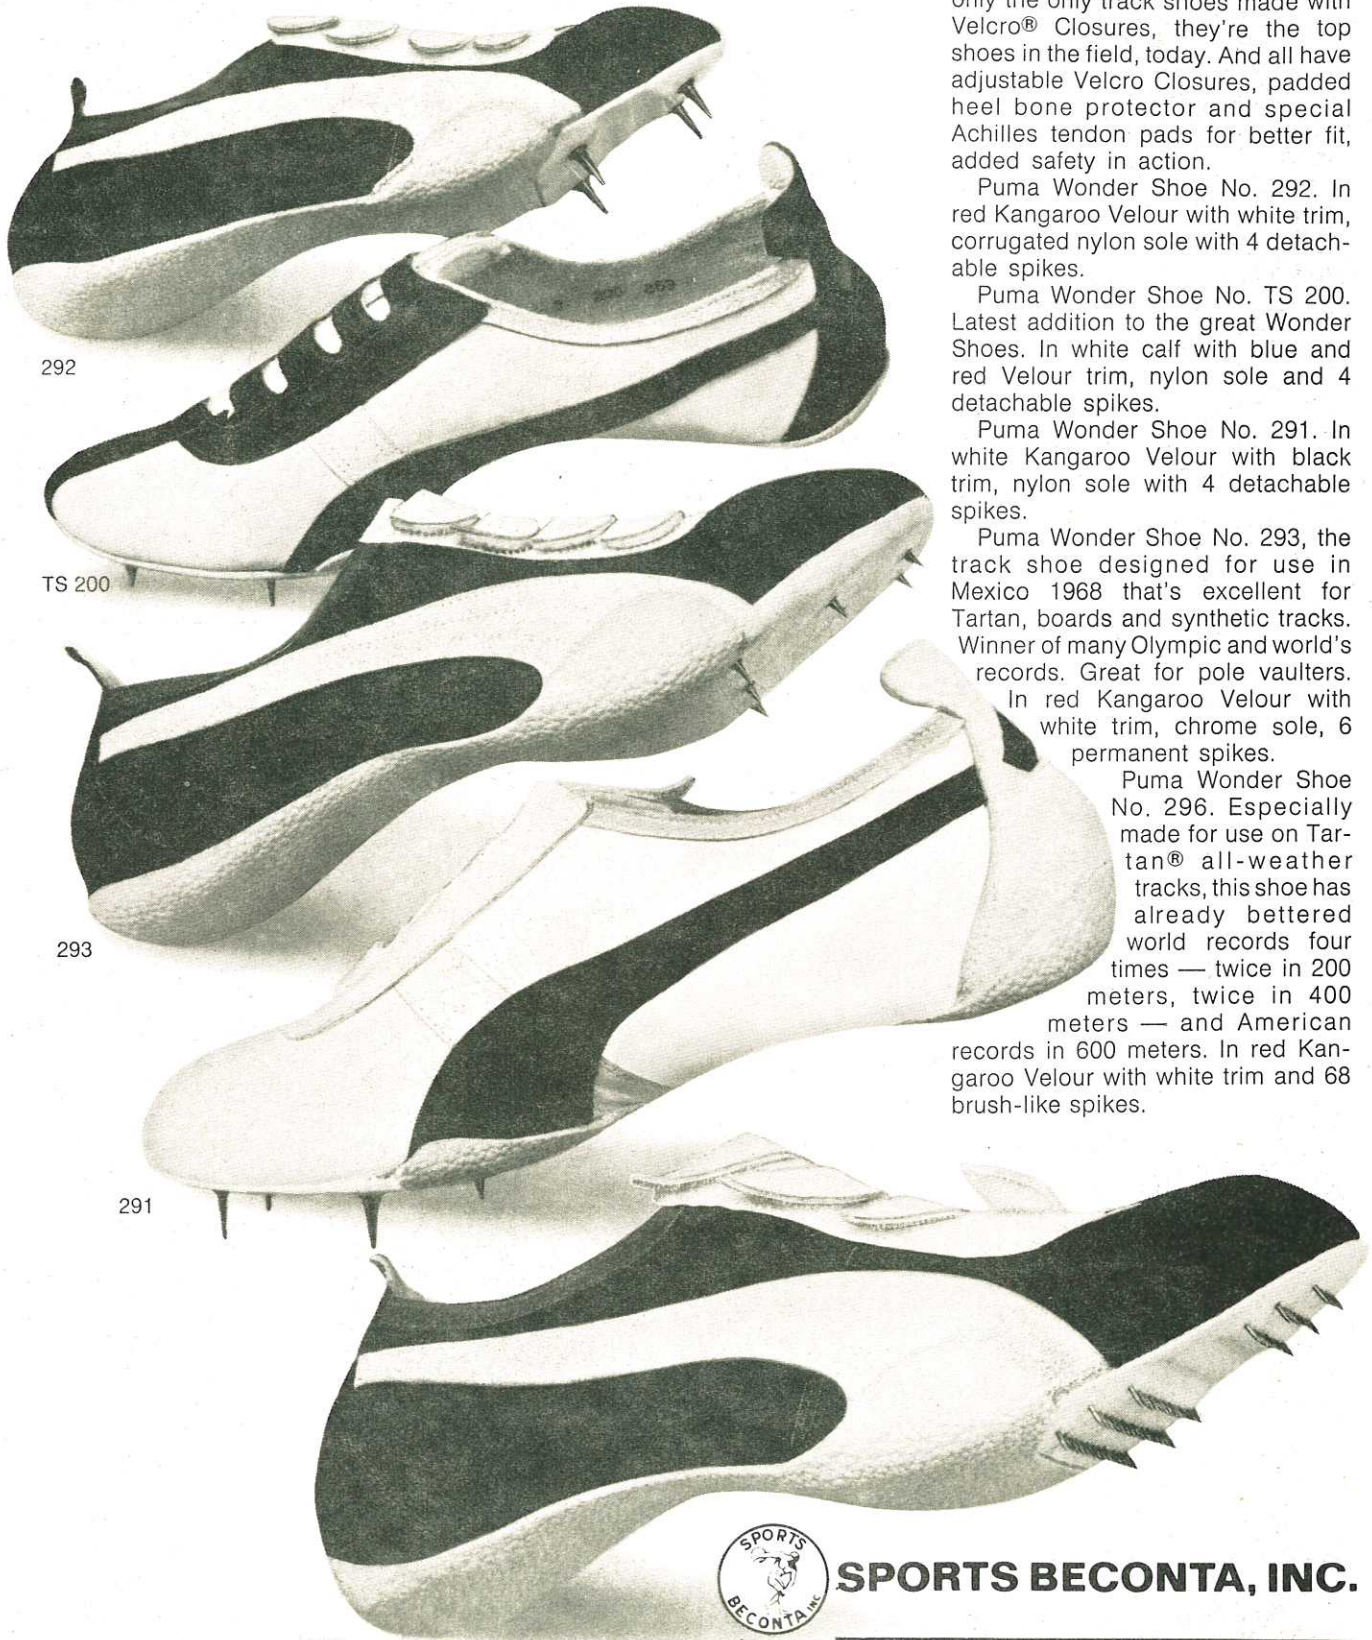 only the only track shoes made with
Velcro® Closures, they're the top
shoes in the field, today. And all have
adjustable Velcro Closures, padded
heel bone protector and special
Achilles tendon pads for better fit,
added safety in action.
Puma Wonder Shoe No. 292. In
red Kangaroo Velour with white trim,
corrugated nylon sole with 4 detach-
able spikes.
Puma Wonder Shoe No. TS 200.
Latest addition to the great Wonder
Shoes. In white calf with blue and
red Velour trim, nylon sole and 4
detachable spikes.
Puma Wonder Shoe No. 291. In
white Kangaroo Velour with black
trim, nylon sole with 4 detachable
spikes.
Puma Wonder Shoe No. 293, the
track shoe designed for use in
Mexico 1968 that's excellent for
Tartan, boards and synthetic tracks.
Winner of many Olympic and world's
records. Great for pole vaulters.
In red Kangaroo Velour with
white trim, chrome sole, 6
permanent spikes.
Puma Wonder Shoe
No. 296. Especially
made for use on Tar-
tan® all-weather
tracks, this shoe has
already bettered
world records four
times — twice in 200
meters, twice in 400
meters — and American
records in 600 meters. In red Kan-
garoo Velour with white trim and 68
brush-like spikes.
292
TS 200
293
291
SPORTS
BECONTA INC
SPORTS BECONTA, INC.